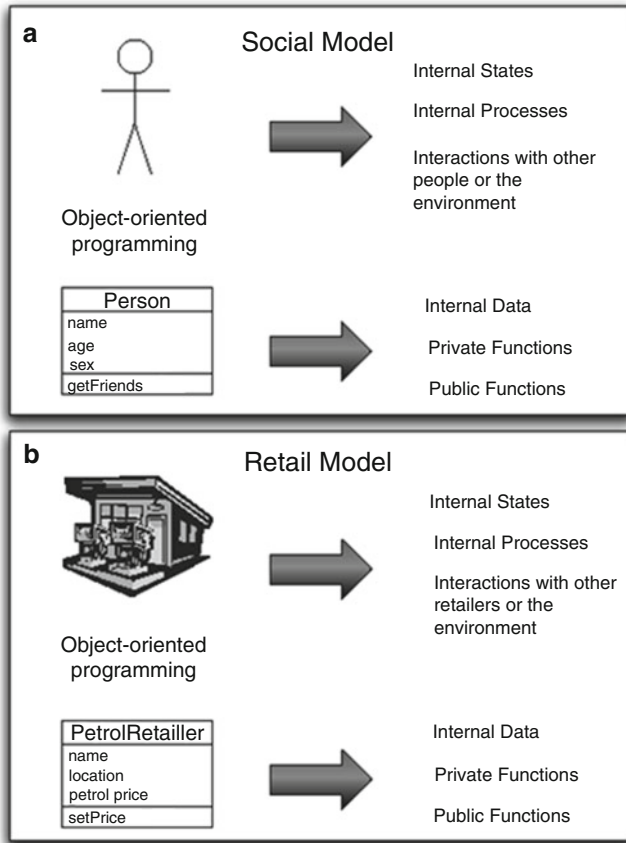 a
Social Model
Internal States
Internal Processes
Interactions with other
people or the
environment
Object-oriented
programming
Person
name
age
sex
getFriends
Internal Data
Private Functions
Public Functions
b
Retail Model
Internal States
Internal Processes
Interactions with other
retailers or the
environment
Object-oriented
programming
PetrolRetailler
name
location
petrol price
setPrice
Internal Data
Private Functions
Public Functions